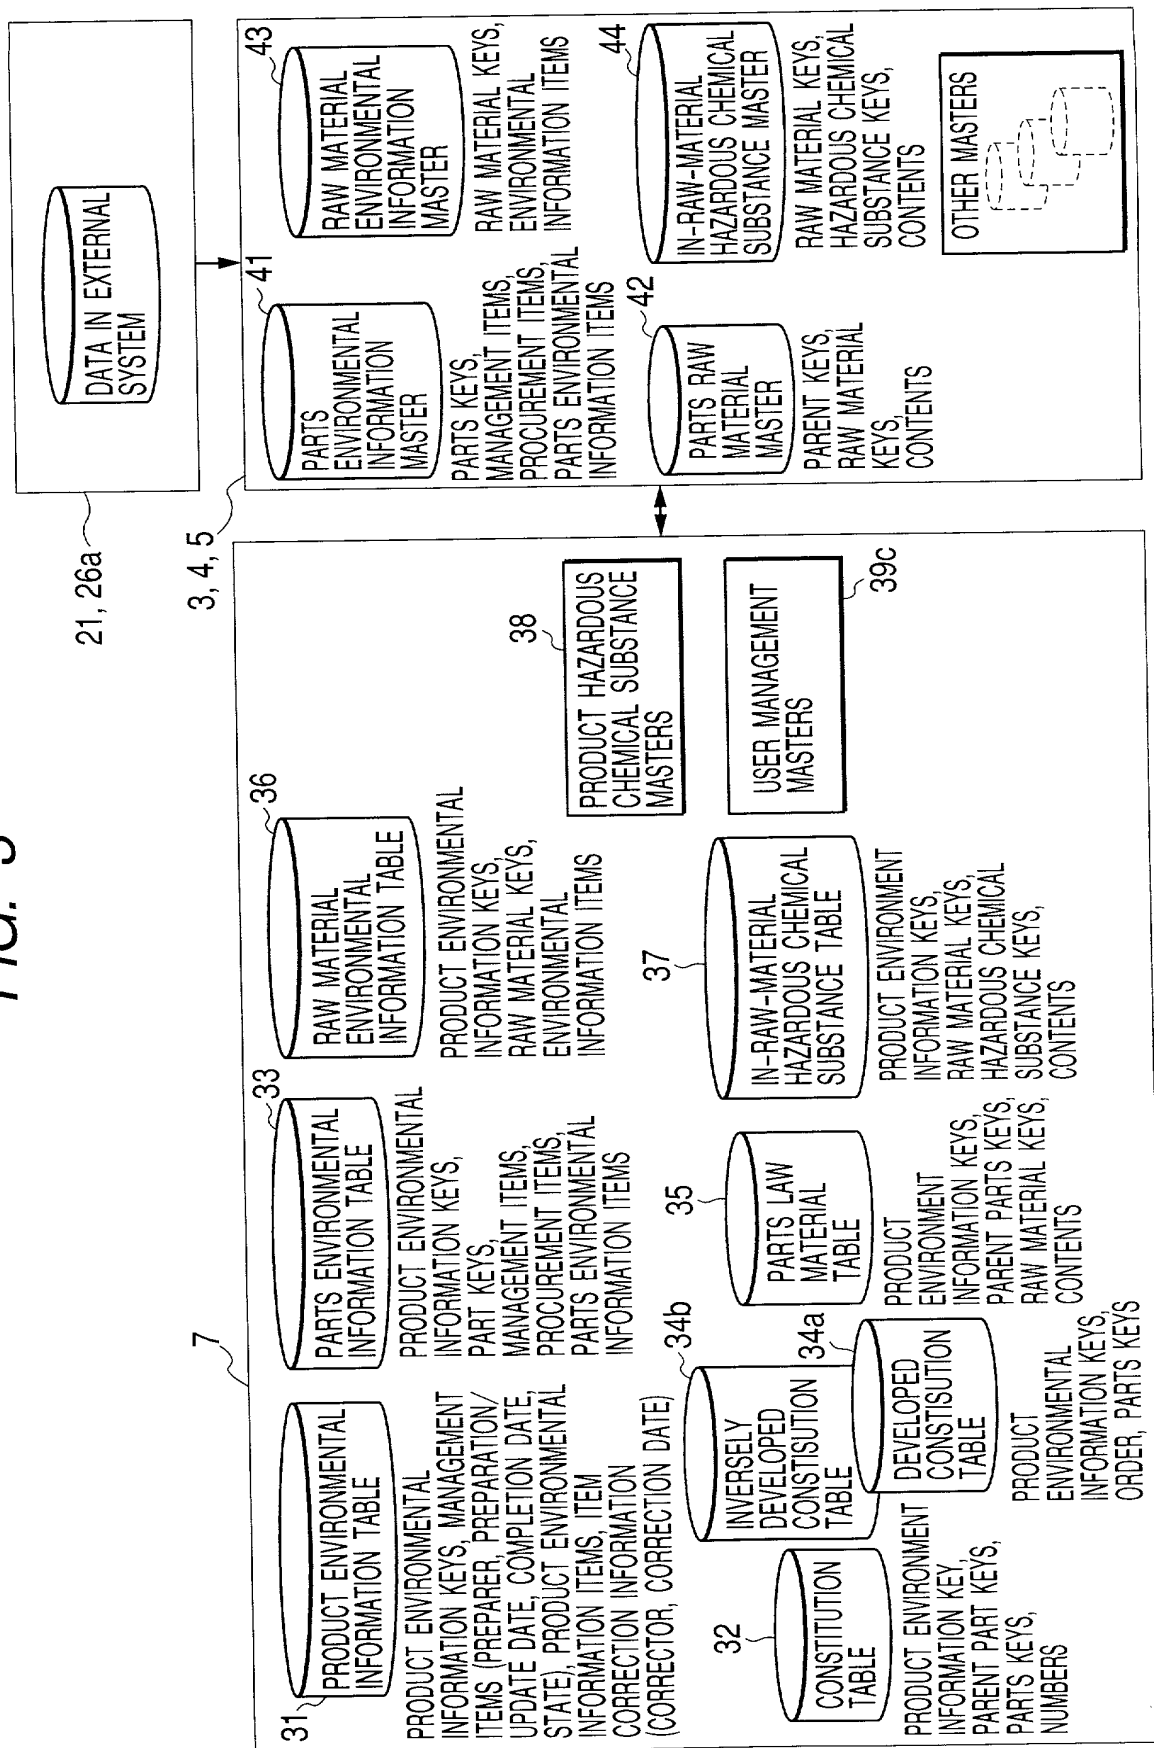 FIG.
7
31
PRODUCT ENVIRONMENTAL
INFORMATION TABLE
PRODUCT ENVIRONMENTAL
INFORMATION KEYS, MANAGEMENT
ITEMS (PREPARER, PREPARATION/
UPDATE DATE, COMPLETION DATE,
STATE), PRODUCT ENVIRONMENTAL
INFORMATION ITEMS, ITEM
CORRECTION INFORMATION
(CORRECTOR, CORRECTION DATE)
33
PARTS ENVIRONMENTAL
INFORMATION TABLE
PRODUCT ENVIRONMENTAL
INFORMATION KEYS,
PART KEYS,
MANAGEMENT ITEMS,
PROCUREMENT ITEMS,
PARTS ENVIRONMENTAL
INFORMATION ITEMS
36
RAW MATERIAL
ENVIRONMENTAL
INFORMATION TABLE
PRODUCT ENVIRONMENTAL
INFORMATION KEYS,
RAW MATERIAL KEYS,
ENVIRONMENTAL
INFORMATION ITEMS
32
CONSTITUTION
TABLE
PRODUCT ENVIRONMENT
INFORMATION KEY,
PARENT PART KEYS,
PARTS KEYS,
NUMBERS
34b
INVERSELY
DEVELOPED
CONSTISUTION
TABLE
34a
DEVELOPED
CONSTISUTION
TABLE
PRODUCT
ENVIRONMENTAL
INFORMATION KEYS,
ORDER, PARTS KEYS
35
PARTS LAW
MATERIAL
TABLE
PRODUCT
ENVIRONMENT
INFORMATION KEYS,
PARENT PARTS KEYS,
RAW MATERIAL KEYS,
CONTENTS
37
IN-RAW-MATERIAL
HAZARDOUS CHEMICAL
SUBSTANCE TABLE
PRODUCT ENVIRONMENT
INFORMATION KEYS,
RAW MATERIAL KEYS,
HAZARDOUS CHEMICAL
SUBSTANCE KEYS,
CONTENTS
38
PRODUCT HAZARDOUS
CHEMICAL SUBSTANCE
MASTERS
USER MANAGEMENT
MASTERS
39c
21, 26a
DATA IN EXTERNAL
SYSTEM
3, 4, 5
41
PARTS
ENVIRONMENTAL
INFORMATION
MASTER
PARTS KEYS,
MANAGEMENT ITEMS,
PROCUREMENT ITEMS,
PARTS ENVIRONMENTAL
INFORMATION ITEMS
43
RAW MATERIAL
ENVIRONMENTAL
INFORMATION
MASTER
RAW MATERIAL KEYS,
ENVIRONMENTAL
INFORMATION ITEMS
42
PARTS RAW
MATERIAL
MASTER
PARENT KEYS,
RAW MATERIAL
KEYS,
CONTENTS
44
IN-RAW-MATERIAL
HAZARDOUS CHEMICAL
SUBSTANCE MASTER
RAW MATERIAL KEYS,
HAZARDOUS CHEMICAL
SUBSTANCE KEYS,
CONTENTS
OTHER MASTERS